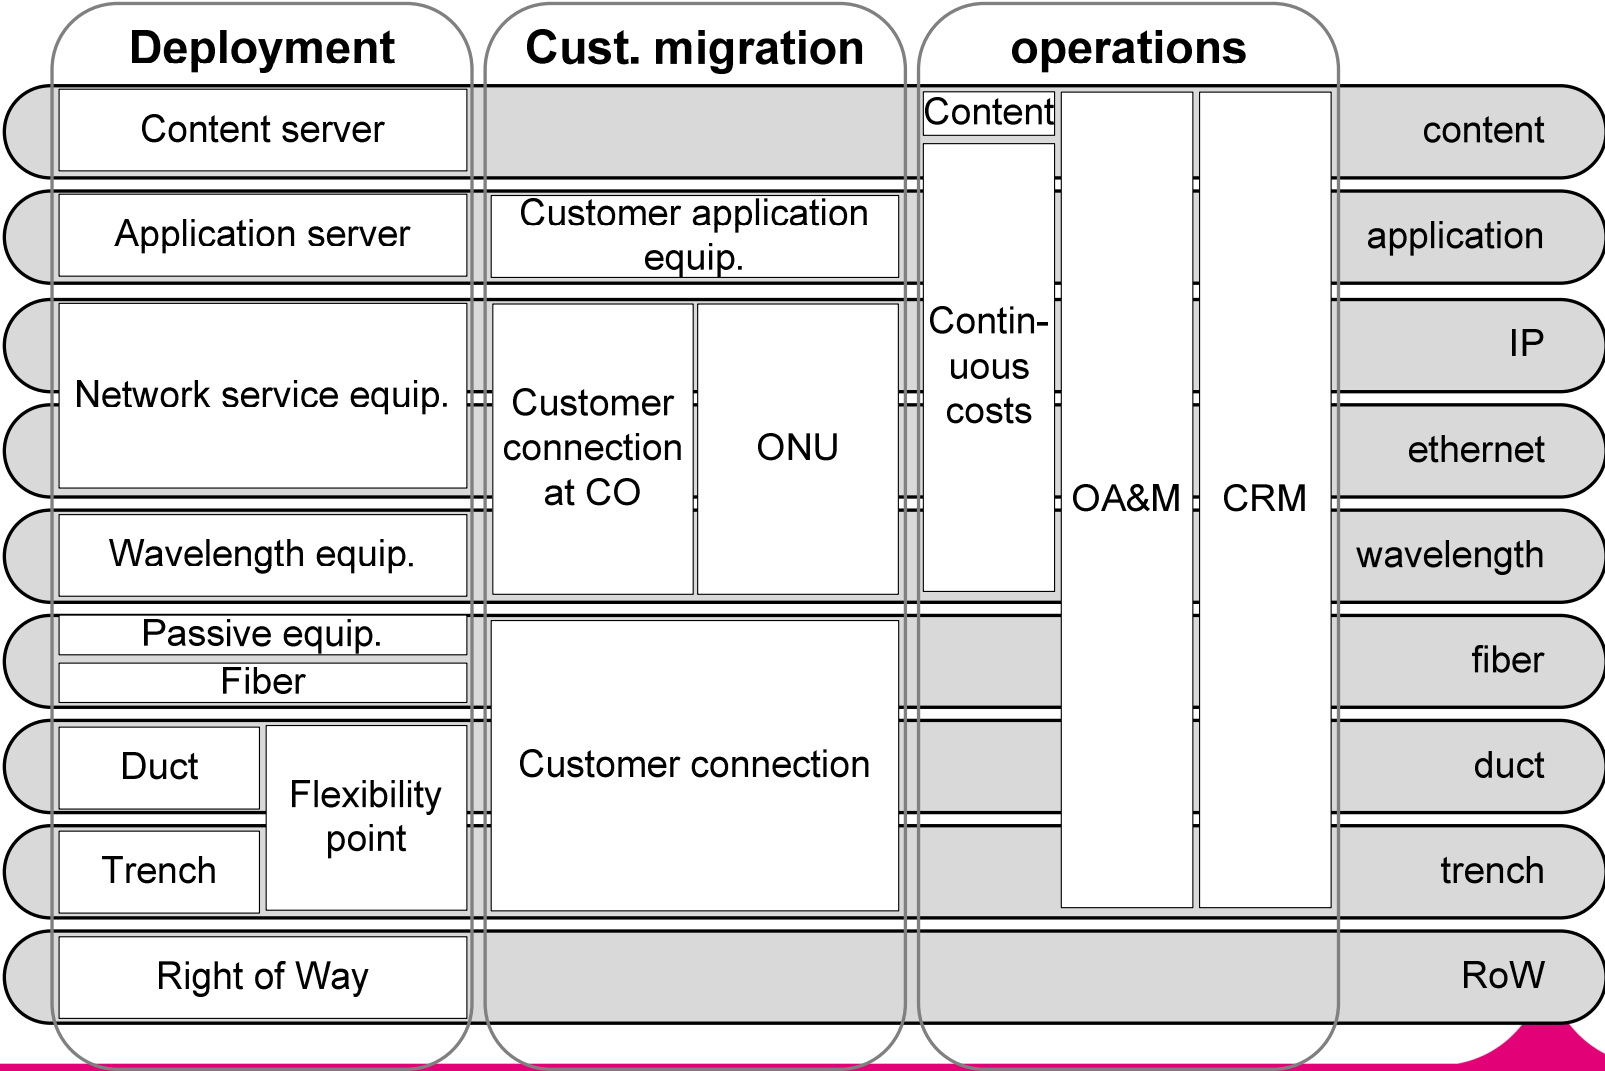 Deployment
Cust. migration
operations
Content server
Content
content
Application server
Customer application
equip.
application
Network service equip.
Customer
connection
at CO
ONU
Contin-
uous
costs
OA&M
CRM
IP
ethernet
Wavelength equip.
wavelength
Passive equip.
Fiber
Customer connection
fiber
Duct
Flexibility
point
duct
Trench
trench
Right of Way
RoW